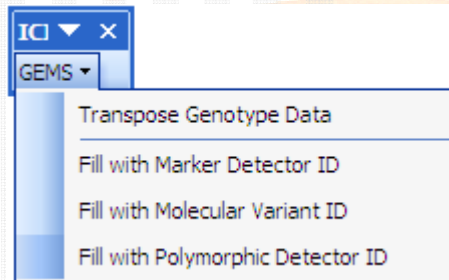 ICI
GEMS
Transpose Genotype Data
Fill with Marker Detector ID
Fill with Molecular Variant ID
Fill with Polymorphic Detector ID